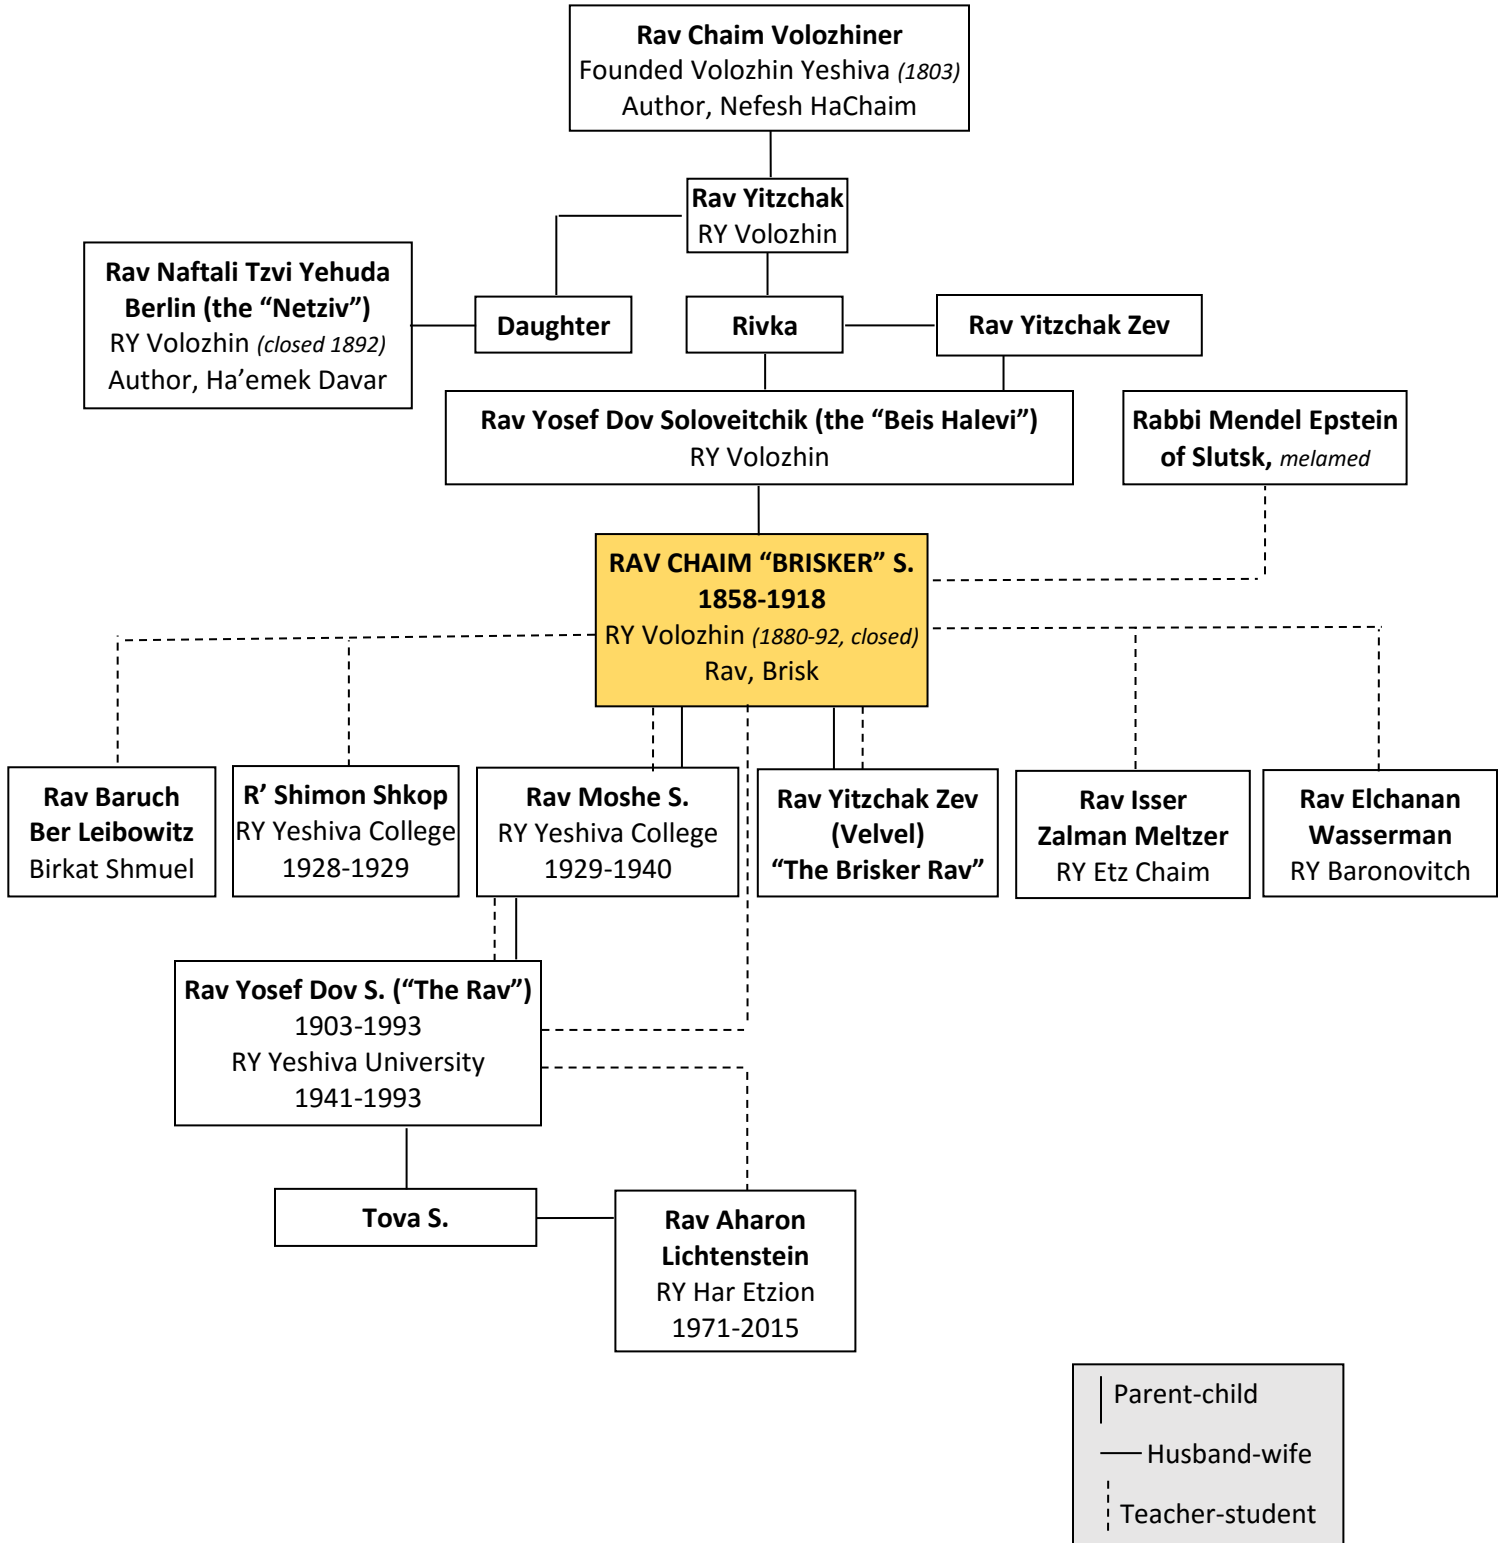 Rav Chaim Volozhiner
Founded Volozhin Yeshiva (1803)
Author, Nefesh HaChaim
Rav Yitzchak
RY Volozhin
Rav Naftali Tzvi Yehuda
Berlin (the “Netziv”)
RY Volozhin (closed 1892)
Author, Ha’emek Davar
Daughter
Rivka
Rav Yitzchak Zev
Rav Yosef Dov Soloveitchik (the “Beis Halevi”)
RY Volozhin
Rabbi Mendel Epstein
of Slutsk, melamed
RAV CHAIM “BRISKER” S.
1858-1918
RY Volozhin (1880-92, closed)
Rav, Brisk
Rav Baruch
Ber Leibowitz
Birkat Shmuel
R’ Shimon Shkop
RY Yeshiva College
1928-1929
Rav Moshe S.
RY Yeshiva College
1929-1940
Rav Yitzchak Zev
(Velvel)
“The Brisker Rav”
Rav Isser
Zalman Meltzer
RY Etz Chaim
Rav Elchanan
Wasserman
RY Baronovitch
Rav Yosef Dov S. (“The Rav”)
1903-1993
RY Yeshiva University
1941-1993
Tova S.
Rav Aharon
Lichtenstein
RY Har Etzion
1971-2015
Parent-child
Husband-wife
Teacher-student